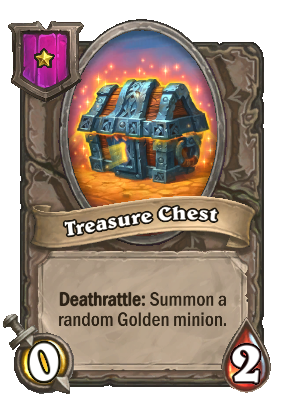 Treasure Chest
Deathrattle: Summon a
random Golden minion.
0
2